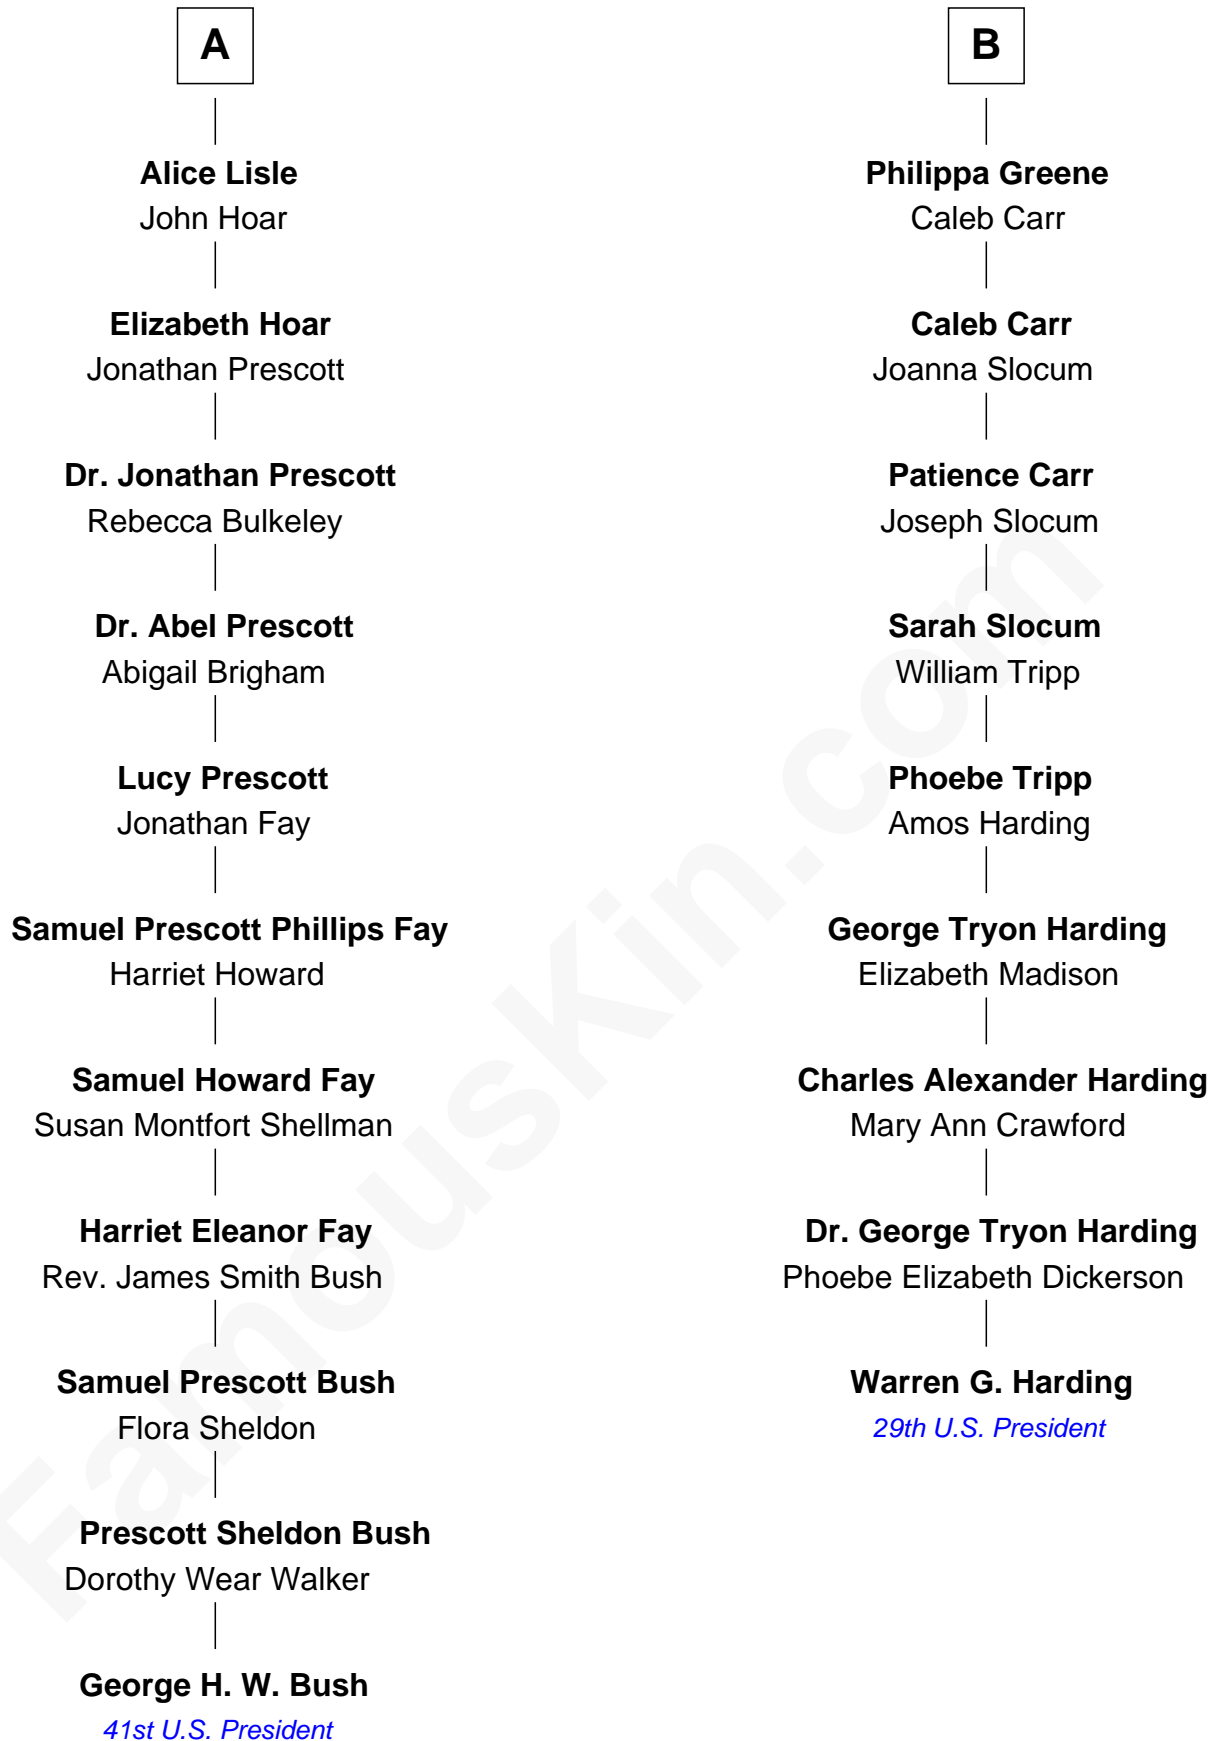 A
Alice Lisle
John Hoar
Elizabeth Hoar
Jonathan Prescott
Dr. Jonathan Prescott
Rebecca Bulkeley
Dr. Abel Prescott
Abigail Brigham
Lucy Prescott
Jonathan Fay
Samuel Prescott Phillips Fay
Harriet Howard
Samuel Howard Fay
Susan Montfort Shellman
Harriet Eleanor Fay
Rev. James Smith Bush
Samuel Prescott Bush
Flora Sheldon
Prescott Sheldon Bush
Dorothy Wear Walker
George H. W. Bush
41st U.S. President
B
Philippa Greene
Caleb Carr
Caleb Carr
Joanna Slocum
Patience Carr
Joseph Slocum
Sarah Slocum
William Tripp
Phoebe Tripp
Amos Harding
George Tryon Harding
Elizabeth Madison
Charles Alexander Harding
Mary Ann Crawford
Dr. George Tryon Harding
Phoebe Elizabeth Dickerson
Warren G. Harding
29th U.S. President
FamousKin.com